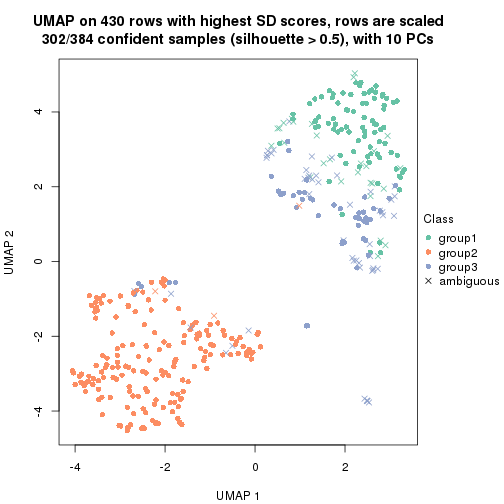 UMAP on 430 rows with highest SD scores, rows are scaled
302/384 confident samples (silhouette > 0.5), with 10 PCs
4
2
0
-2
-4
UMAP 2
-4
-2
0
2
UMAP 1
Class
group1
group2
group3
ambiguous